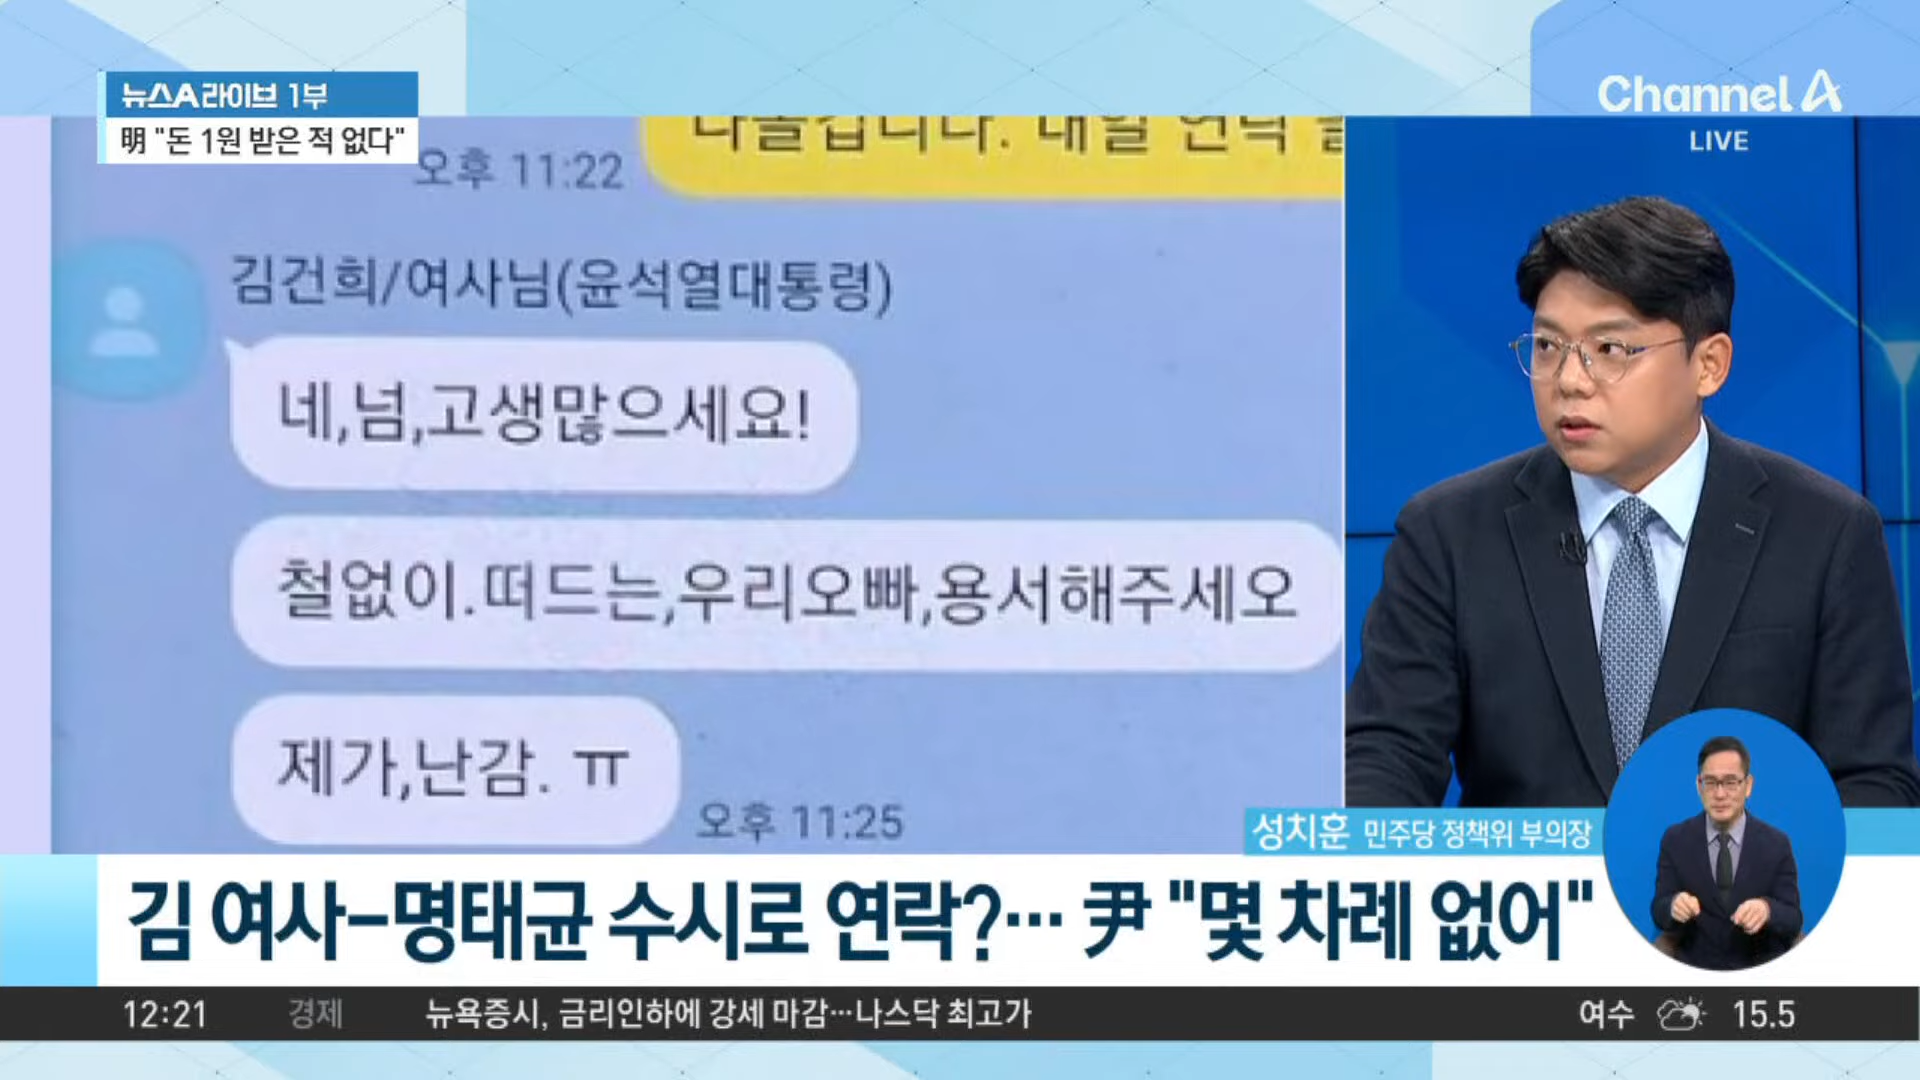 뉴스A 라이브 1부
明 "돈 1원 받은 적 없다"
Channel A
LIVE
오후 11:22
김건희/여사님(윤석열대통령)
네,넘,고생많으세요!
철없이.떠드는,우리오빠,용서해주세오
제가,난감. ㅠ
오후 11:25
성치훈 민주당 정책위 부의장
김 여사-명태균 수시로 연락?… 尹 "몇 차례 없어"
12:21 경제 뉴욕증시, 금리인하에 강세 마감…나스닥 최고가 여수 15.5